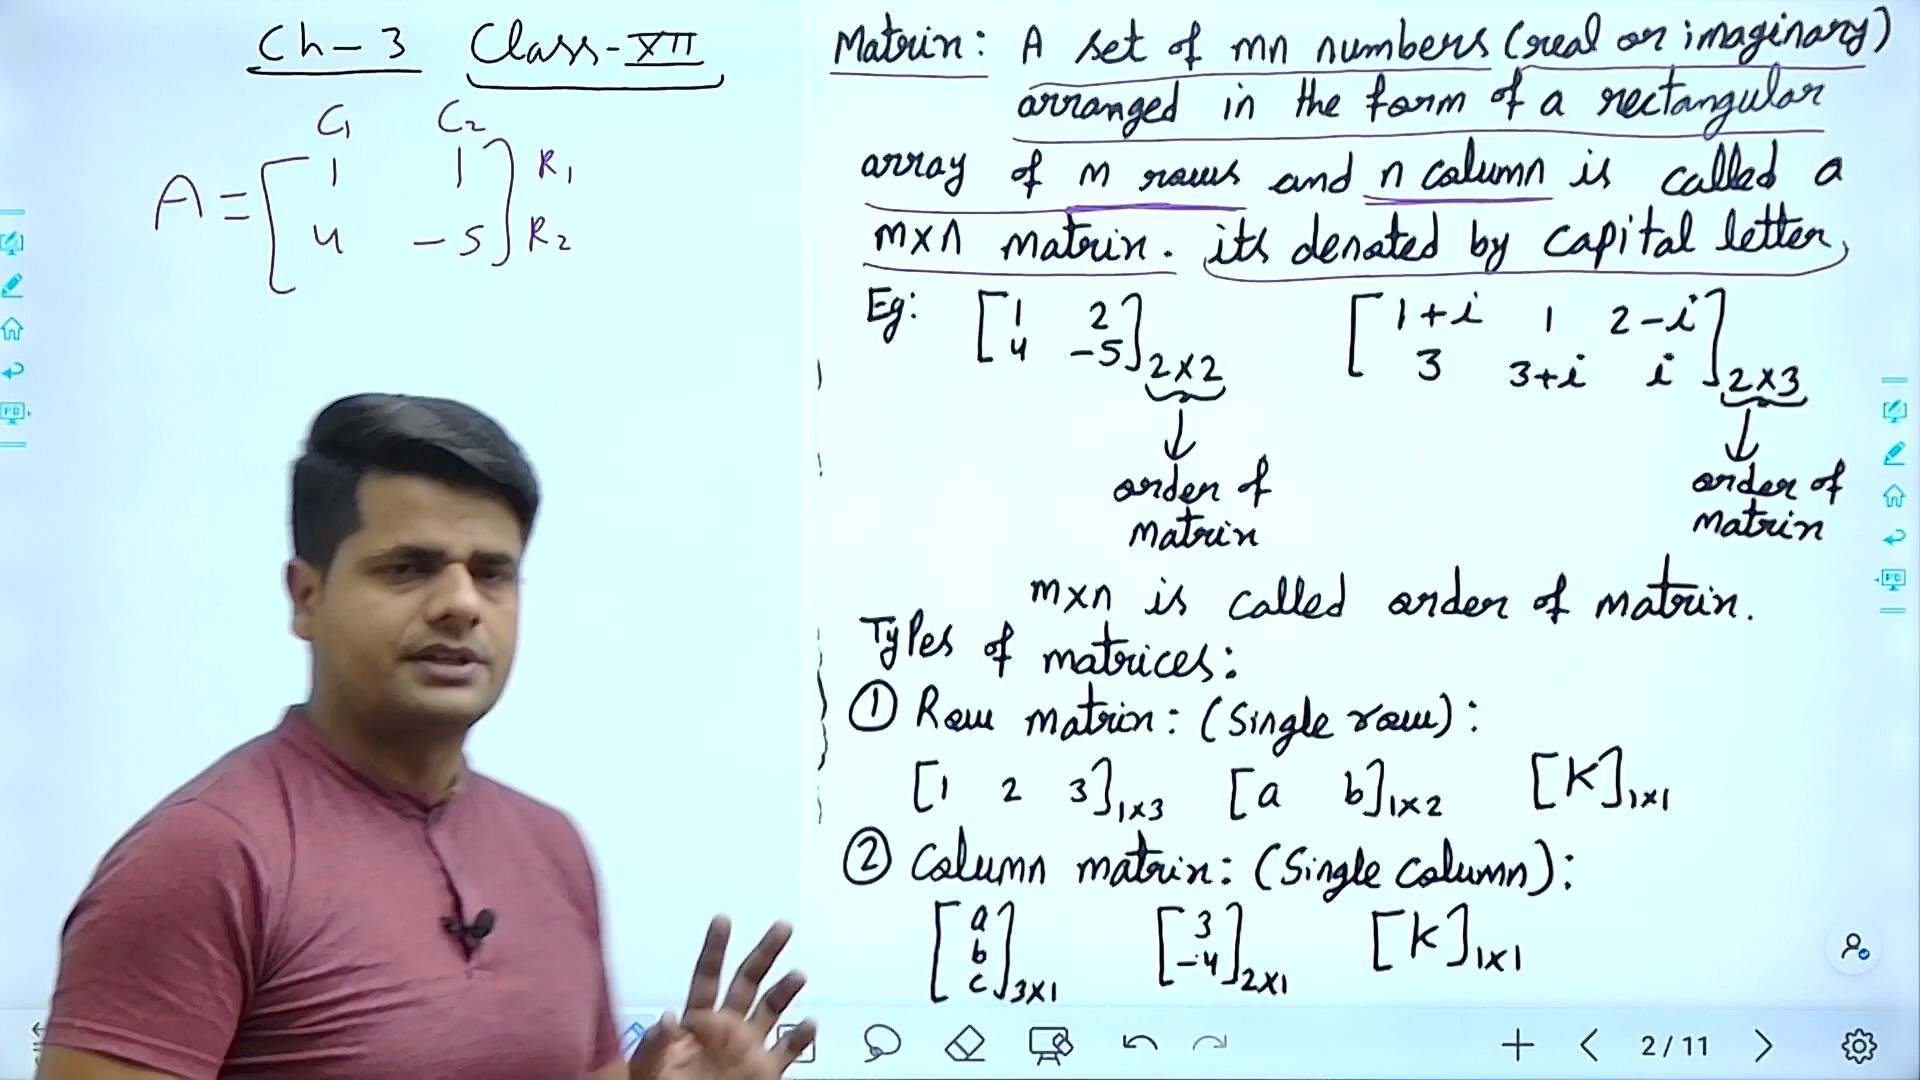 Ch-3 Class-XII
C1 C2
A = [1 1] R1
[4 -5] R2
Matrix: A set of mn numbers (real or imaginary)
arranged in the form of a rectangular
array of m rows and n column is called a
m×n matrix. its denoted by capital letter,
Eg: [1 2] [1+i 1 2-i]
[4 -5]2×2 [3 3+i i]2×3
order of order of
matrix matrix
m×n is called order of matrix.
Types of matrices:
① Row matrix: (Single row):
[1 2 3]1×3 [a b]1×2 [K]1×1
② Column matrix: (Single column):
[a b c]3×1 [3 -4]2×1 [K]1×1
2/11